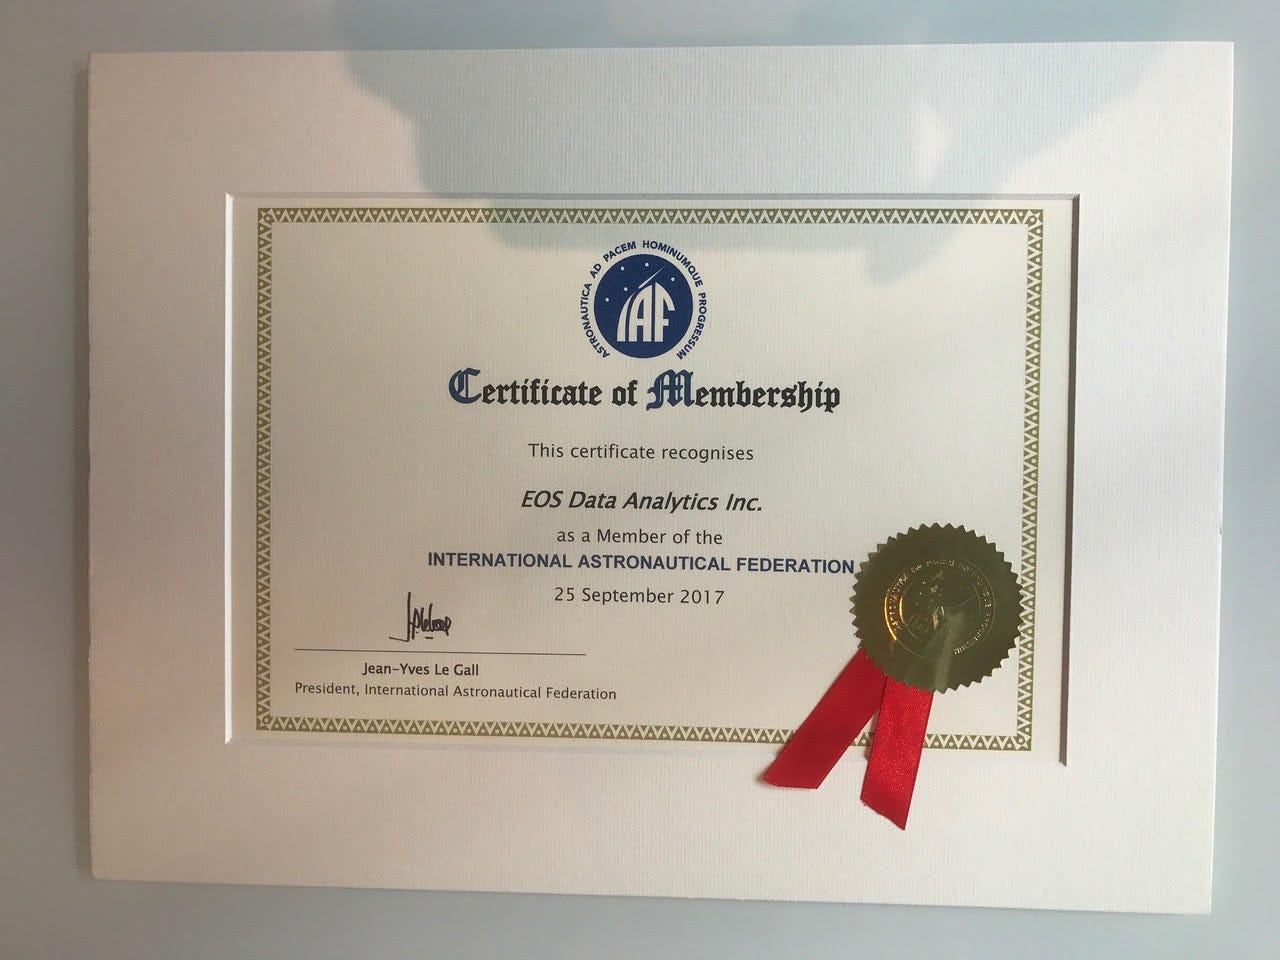 ASTRONAUTICA AD PACEM HOMINUMQUE PROGRESSUM
IAF
Certificate of Membership
This certificate recognises
EOS Data Analytics Inc.
as a Member of the
INTERNATIONAL ASTRONAUTICAL FEDERATION
25 September 2017
Jean-Yves Le Gall
President, International Astronautical Federation